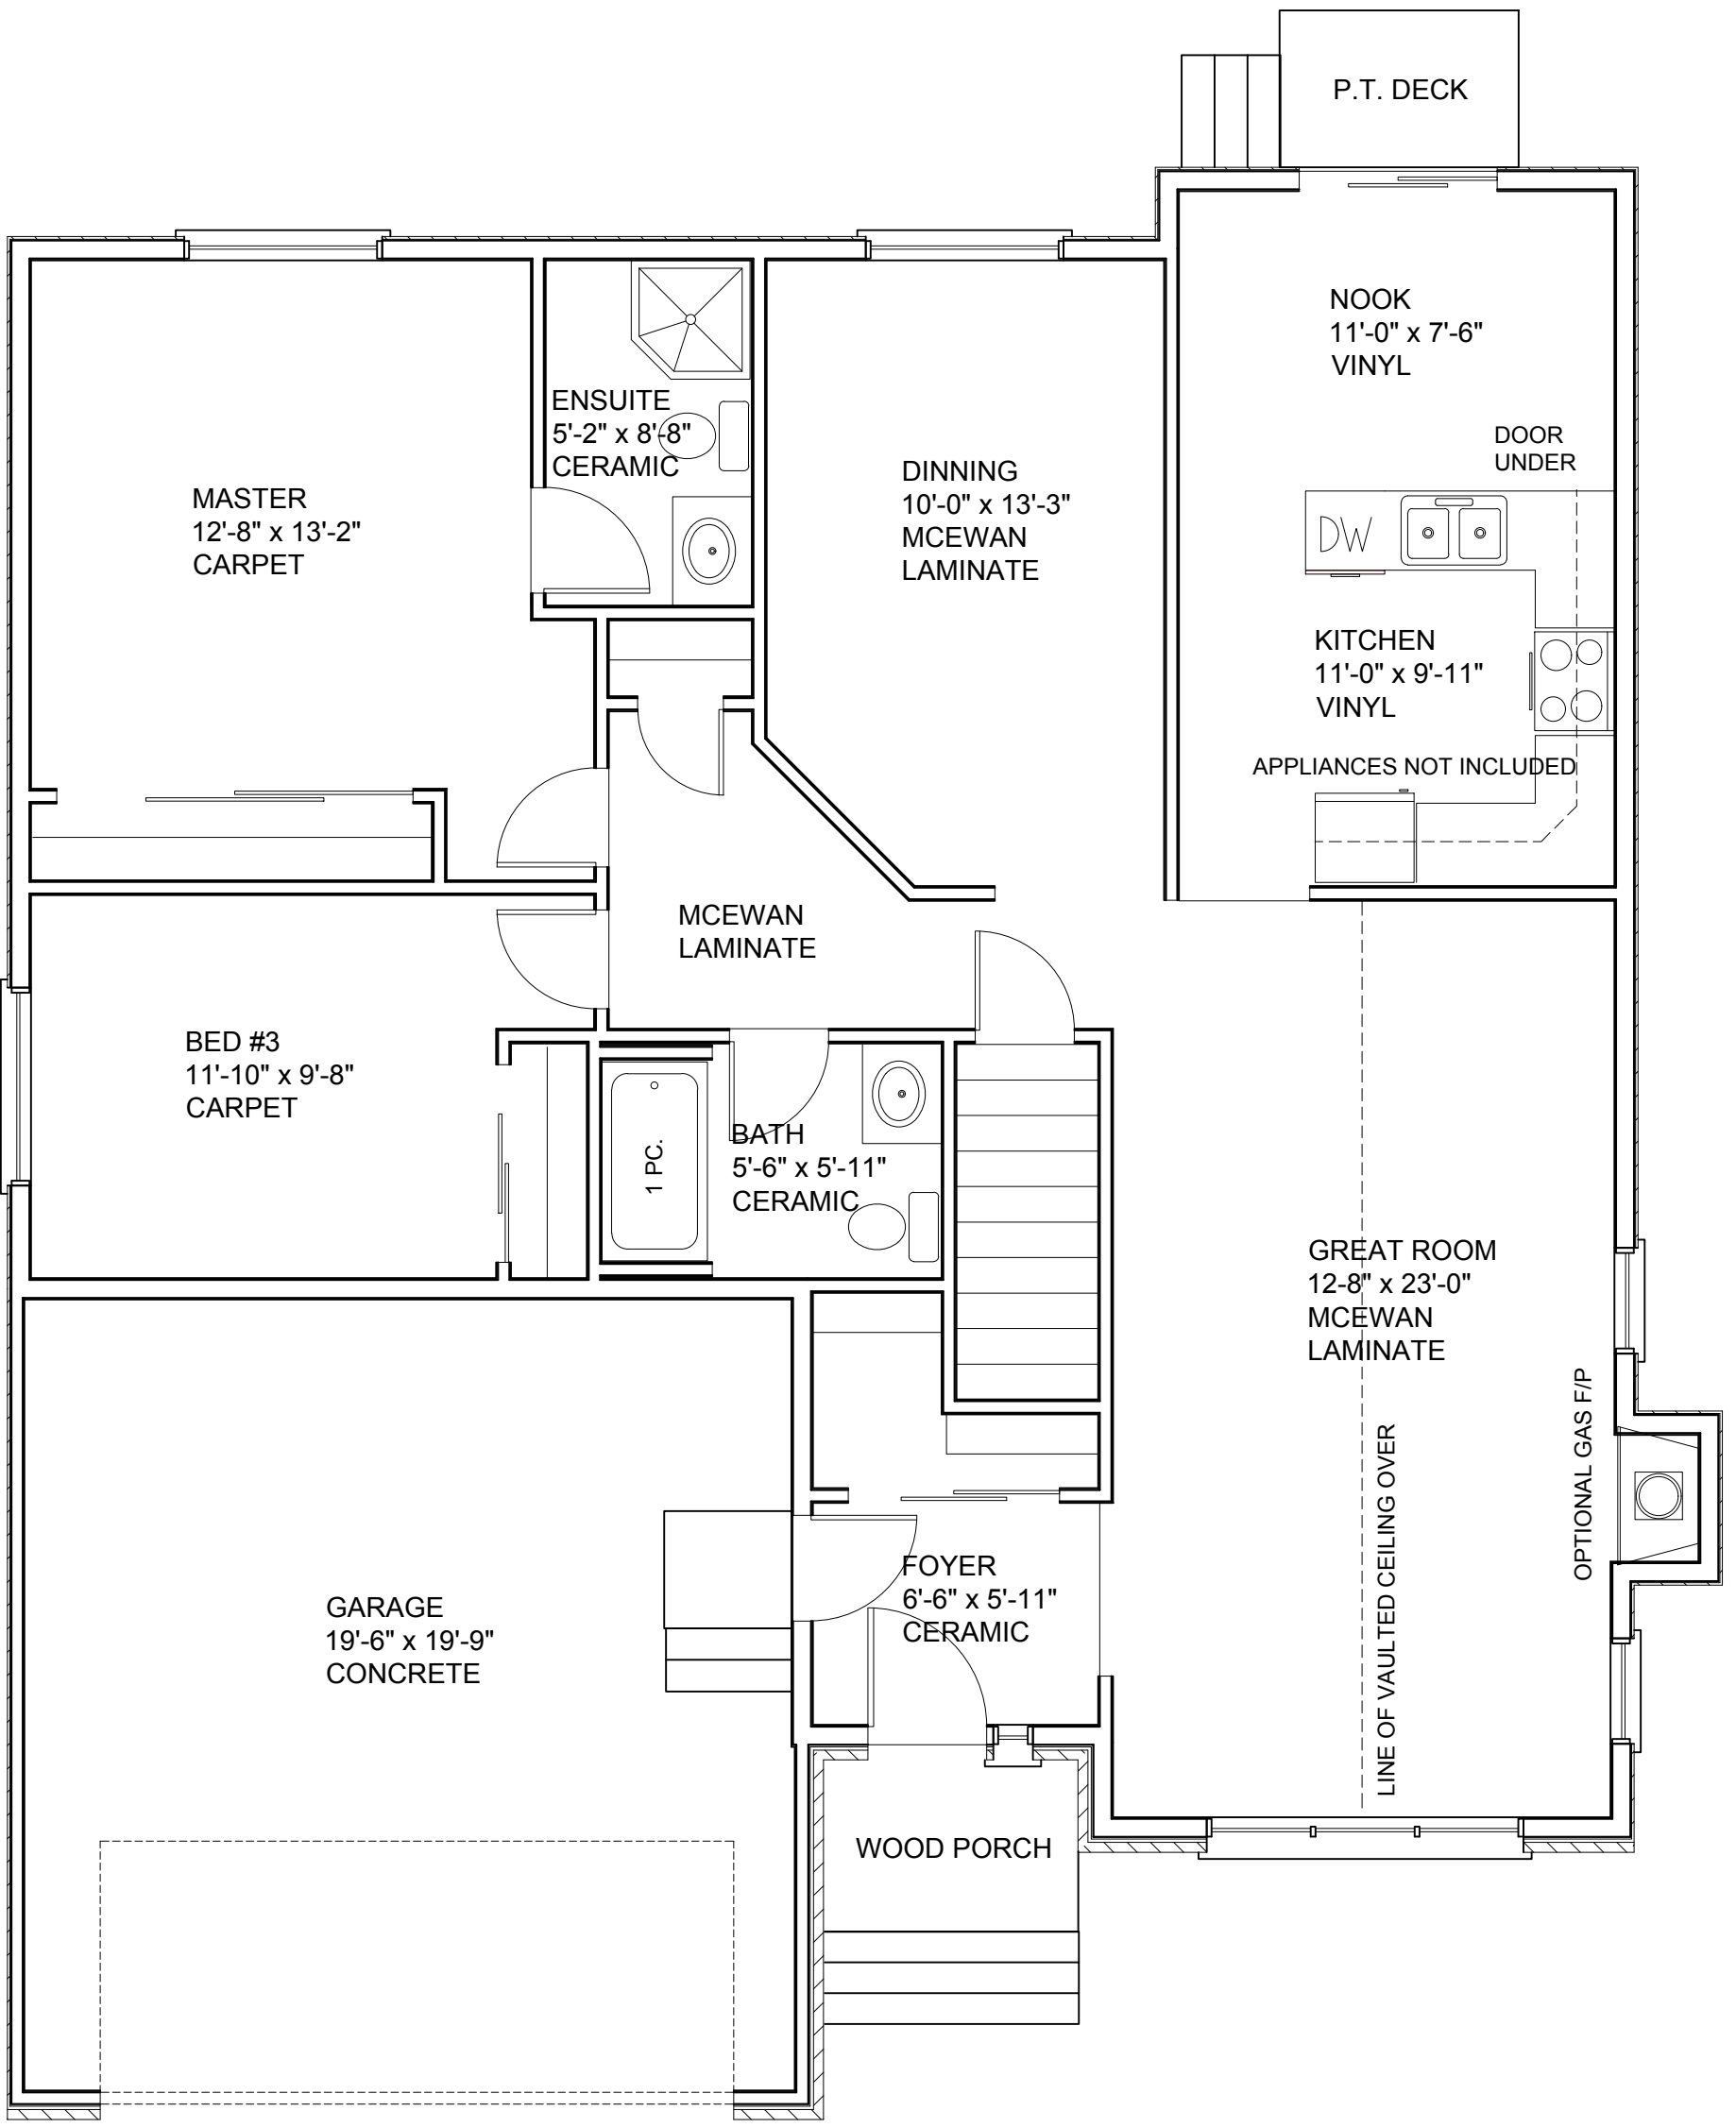 P.T. DECK
NOOK
11'-0" x 7'-6"
VINYL
DOOR
UNDER
ENSUITE
5'-2" x 8'-8"
CERAMIC
MASTER
12'-8" x 13'-2"
CARPET
DINNING
10'-0" x 13'-3"
MCEWAN
LAMINATE
DW
KITCHEN
11'-0" x 9'-11"
VINYL
APPLIANCES NOT INCLUDED
MCEWAN
LAMINATE
BED #3
11'-10" x 9'-8"
CARPET
1 PC.
BATH
5'-6" x 5'-11"
CERAMIC
GREAT ROOM
12-8" x 23'-0"
MCEWAN
LAMINATE
OPTIONAL GAS F/P
LINE OF VAULTED CEILING OVER
FOYER
6'-6" x 5'-11"
CERAMIC
GARAGE
19'-6" x 19'-9"
CONCRETE
WOOD PORCH